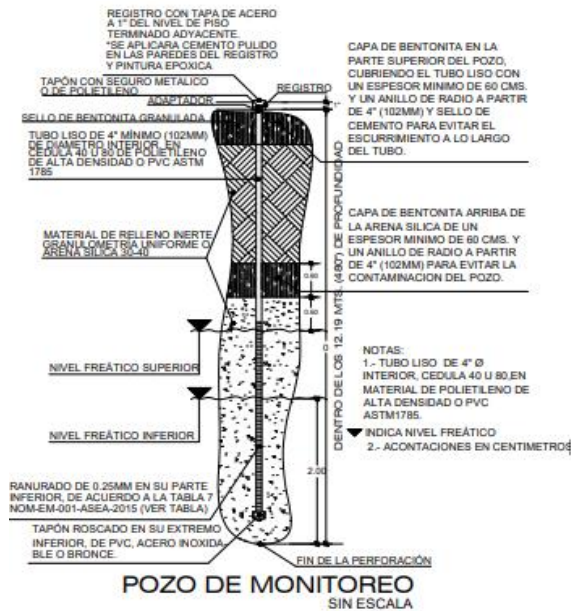 REGISTRO CON TAPA DE ACERO
A 1" DEL NIVEL DE PISO
TERMINADO ADYACENTE.
*SE APLICARA CEMENTO PULIDO
EN LAS PAREDES DEL REGISTRO
Y PINTURA EPOXICA
TAPÓN CON SEGURO METALICO
O DE POLIETILENO
ADAPTADOR
REGISTRO
1"
SELLO DE BENTONITA GRANULADA
TUBO LISO DE 4" MÍNIMO (102MM)
DE DIAMETRO INTERIOR, EN
CEDULA 40 U 80 DE POLIETILENO
DE ALTA DENSIDAD O PVC ASTM
1785
MATERIAL DE RELLENO INERTE
GRANULOMETRÍA UNIFORME O
ARENA SILICA 30-40
NIVEL FREÁTICO SUPERIOR
NIVEL FREÁTICO INFERIOR
RANURADO DE 0.25MM EN SU PARTE
INFERIOR, DE ACUERDO A LA TABLA 7
NOM-EM-001-ASEA-2015 (VER TABLA)
TAPÓN ROSCADO EN SU EXTREMO
INFERIOR, DE PVC, ACERO INOXIDA
BLE O BRONCE.
0.60
0.60
2.00
DENTRO DE LOS 12.19 MTS. (480") DE PROFUNDIDAD
CAPA DE BENTONITA EN LA
PARTE SUPERIOR DEL POZO,
CUBRIENDO EL TUBO LISO CON
UN ESPESOR MINIMO DE 60 CMS.
Y UN ANILLO DE RADIO A PARTIR
DE 4" (102MM) Y SELLO DE
CEMENTO PARA EVITAR EL
ESCURRIMIENTO A LO LARGO
DEL TUBO.
CAPA DE BENTONITA ARRIBA DE
LA ARENA SILICA DE UN
ESPESOR MINIMO DE 60 CMS. Y
UN ANILLO DE RADIO A PARTIR
DE 4" (102MM) PARA EVITAR LA
CONTAMINACION DEL POZO.
NOTAS:
1.- TUBO LISO DE 4" Ø
INTERIOR, CEDULA 40 U 80,EN
MATERIAL DE POLIETILENO DE
ALTA DENSIDAD O PVC
ASTM1785.
INDICA NIVEL FREÁTICO
2.- ACONTACIONES EN CENTIMETROS
FIN DE LA PERFORACIÓN
POZO DE MONITOREO
SIN ESCALA